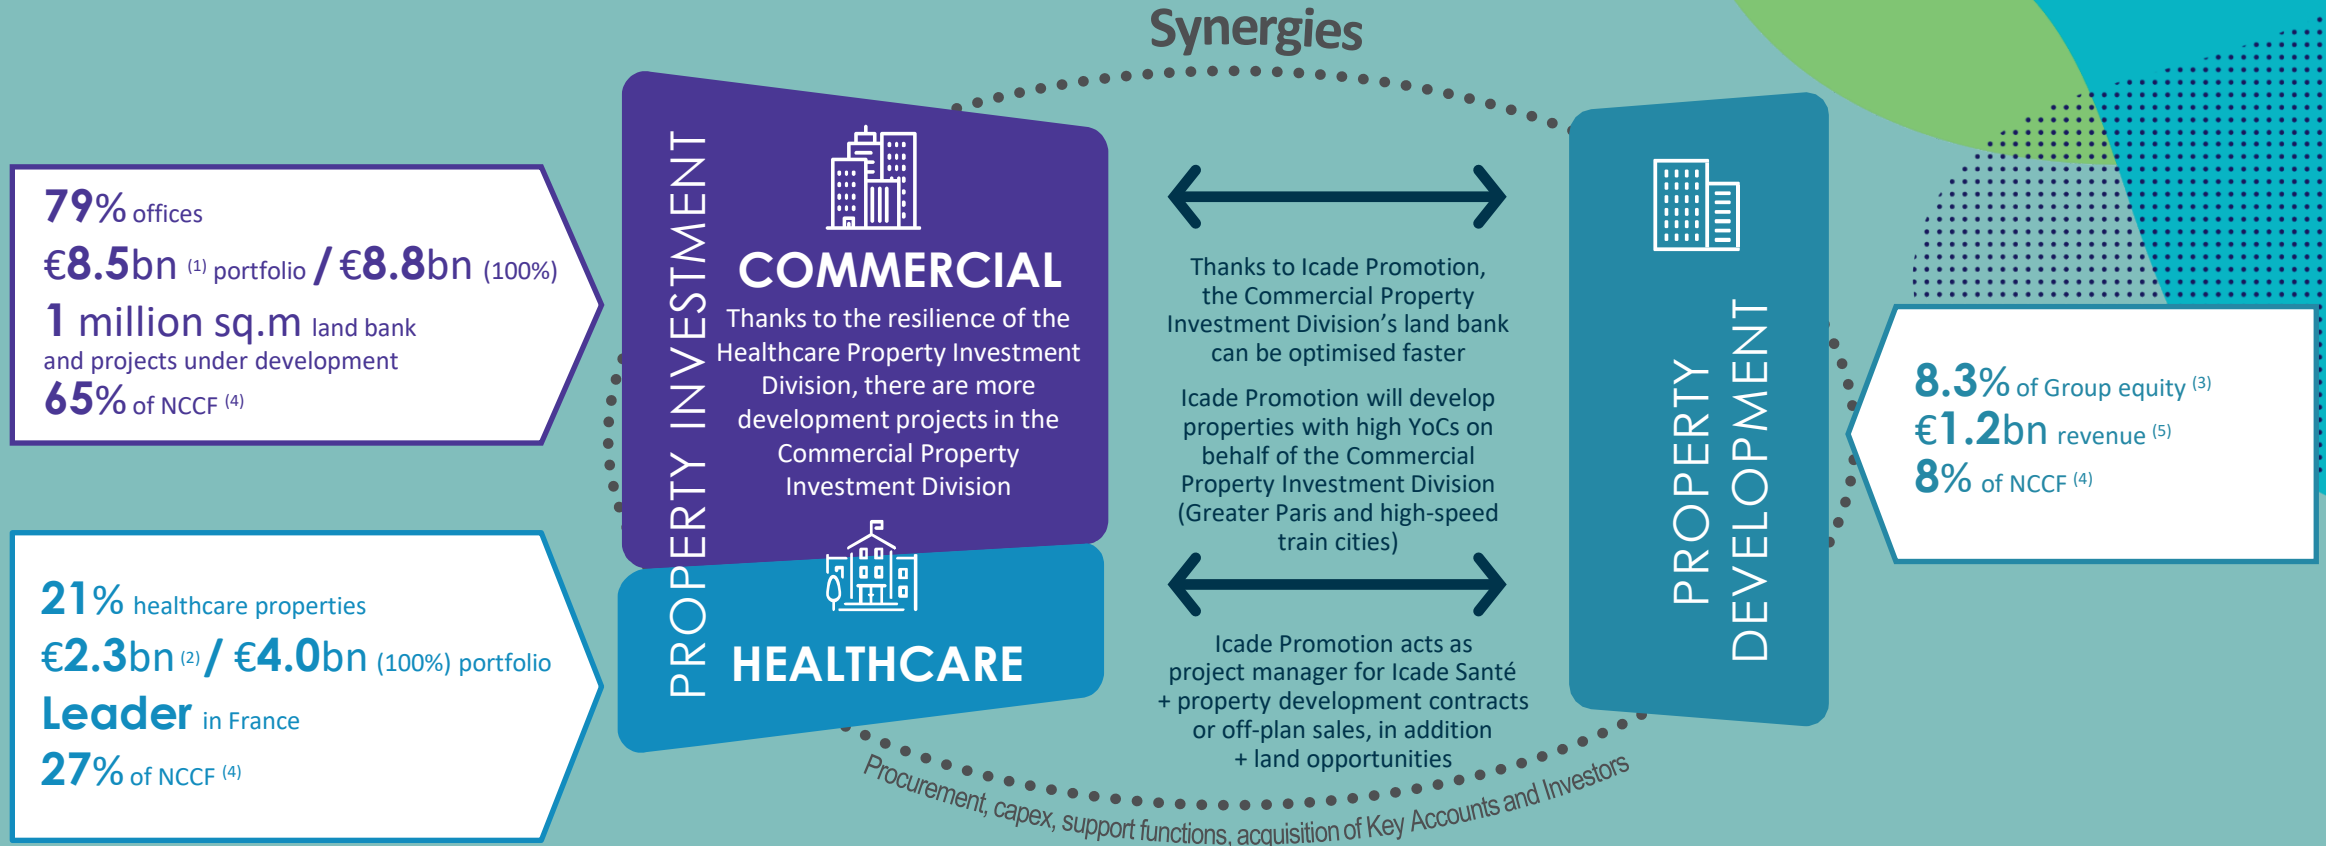 Synergies
79% offices
€8.5bn (1) portfolio / €8.8bn (100%)
1 million sq.m land bank
and projects under development
65% of NCCF (4)
21% healthcare properties
€2.3bn (2) / €4.0bn (100%) portfolio
Leader in France
27% of NCCF (4)
PROPERTY INVESTMENT
COMMERCIAL
Thanks to the resilience of the
Healthcare Property Investment
Division, there are more
development projects in the
Commercial Property
Investment Division
HEALTHCARE
Thanks to Icade Promotion,
the Commercial Property
Investment Division’s land bank
can be optimised faster
Icade Promotion will develop
properties with high YoCs on
behalf of the Commercial
Property Investment Division
(Greater Paris and high-speed
train cities)
Icade Promotion acts as
project manager for Icade Santé
+ property development contracts
or off-plan sales, in addition
+ land opportunities
PROPERTY
DEVELOPMENT
8.3% of Group equity (3)
€1.2bn revenue (5)
8% of NCCF (4)
Procurement, capex, support functions, acquisition of Key Accounts and Investors